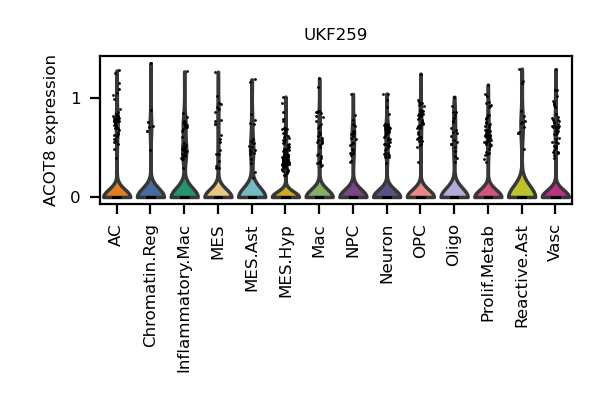 UKF259
ACOT8 expression
1
0
AC
Chromatin.Reg
Inflammatory.Mac
MES
MES.Ast
MES.Hyp
Mac
NPC
Neuron
OPC
Oligo
Prolif.Metab
Reactive.Ast
Vasc